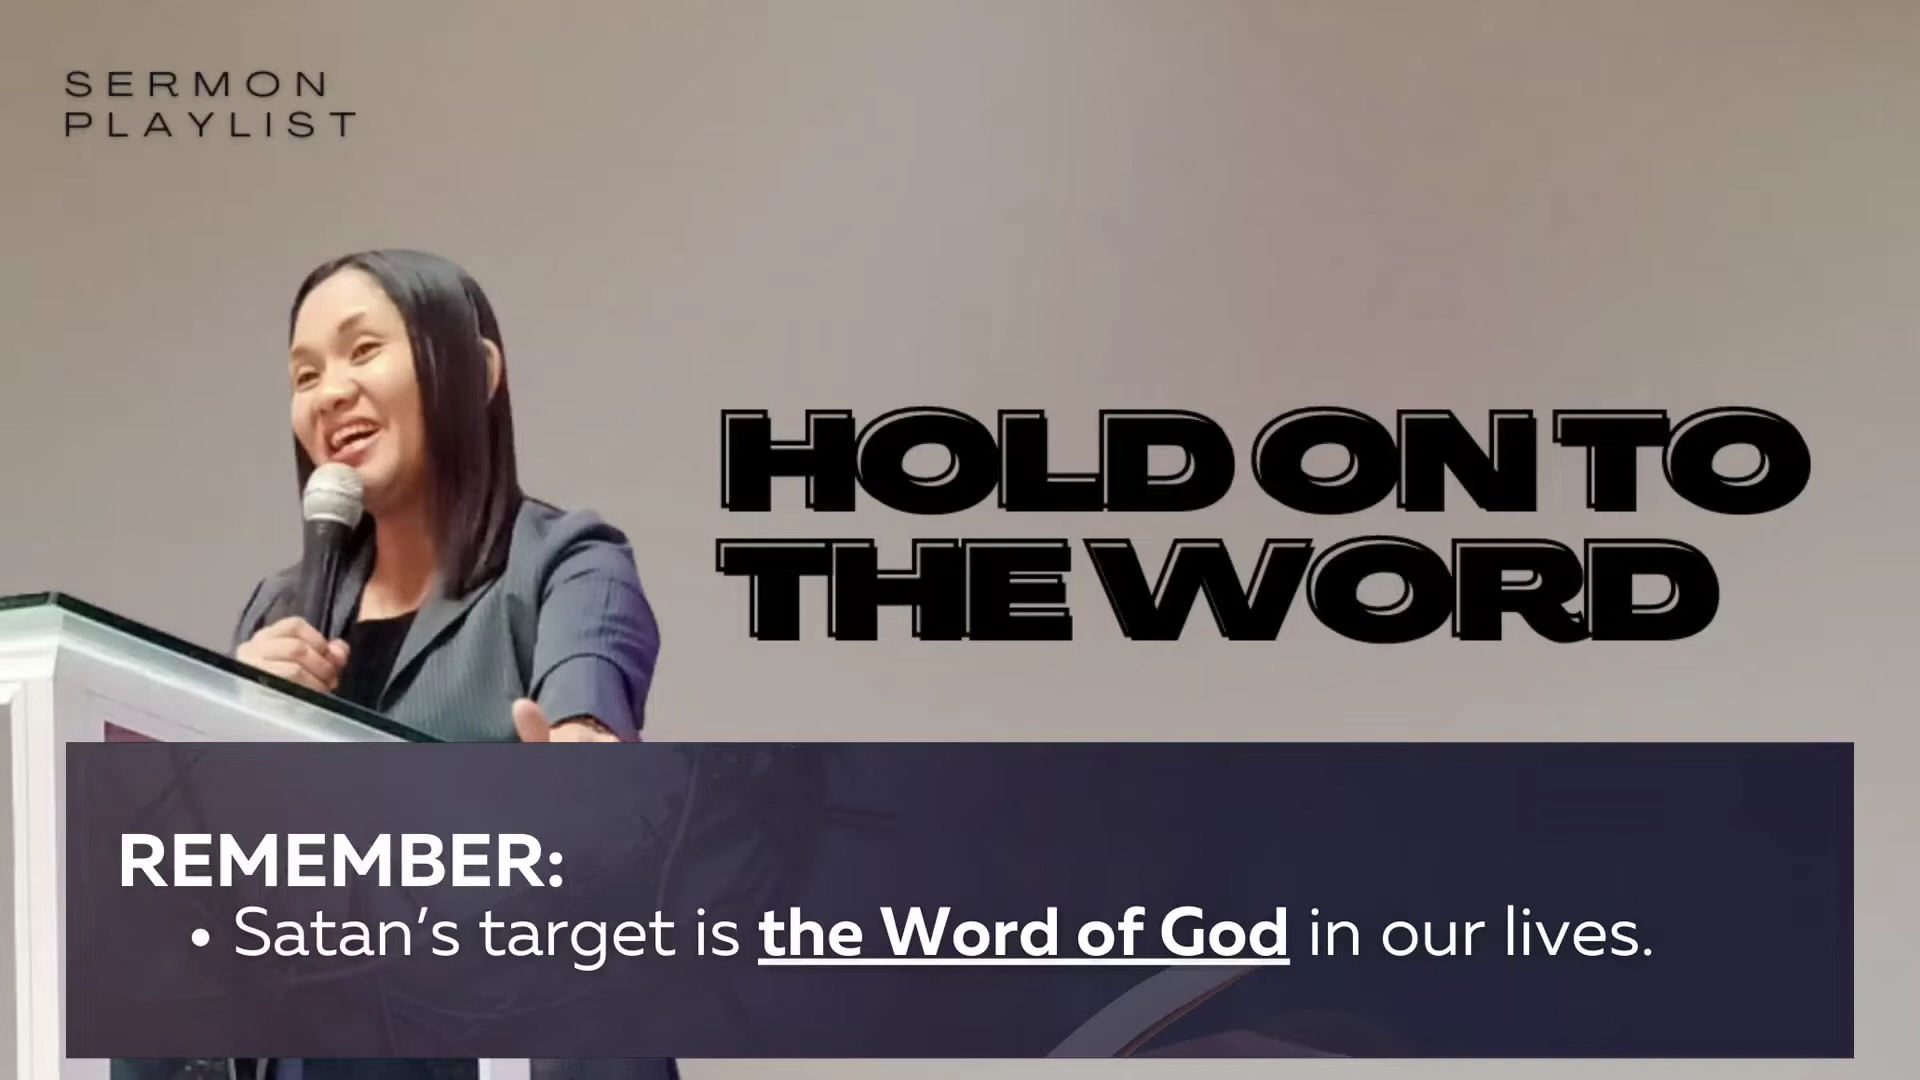 SERMON
PLAYLIST
HOLD ON TO
THE WORD
REMEMBER:
• Satan’s target is the Word of God in our lives.